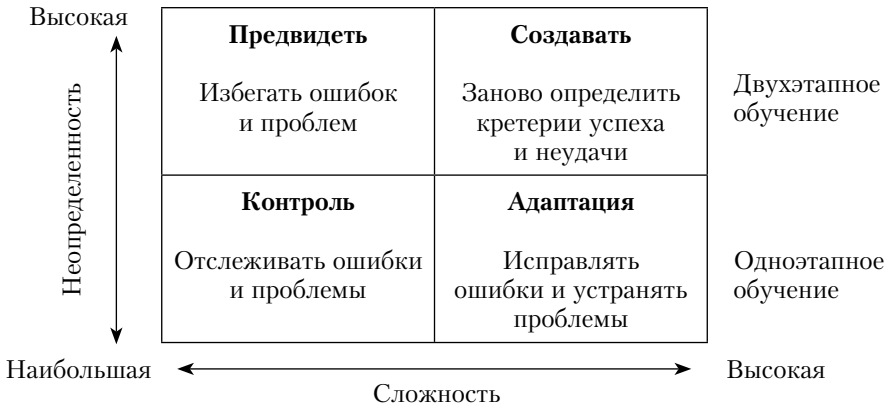 Высокая
Предвидеть
Избегать ошибок
и проблем
Создавать
Заново определить
кретерии успеха
и неудачи
Двухэтапное
обучение
Неопределенность
Контроль
Отслеживать ошибки
и проблемы
Адаптация
Исправлять
ошибки и устранять
проблемы
Одноэтапное
обучение
Наибольшая
Сложность
Высокая